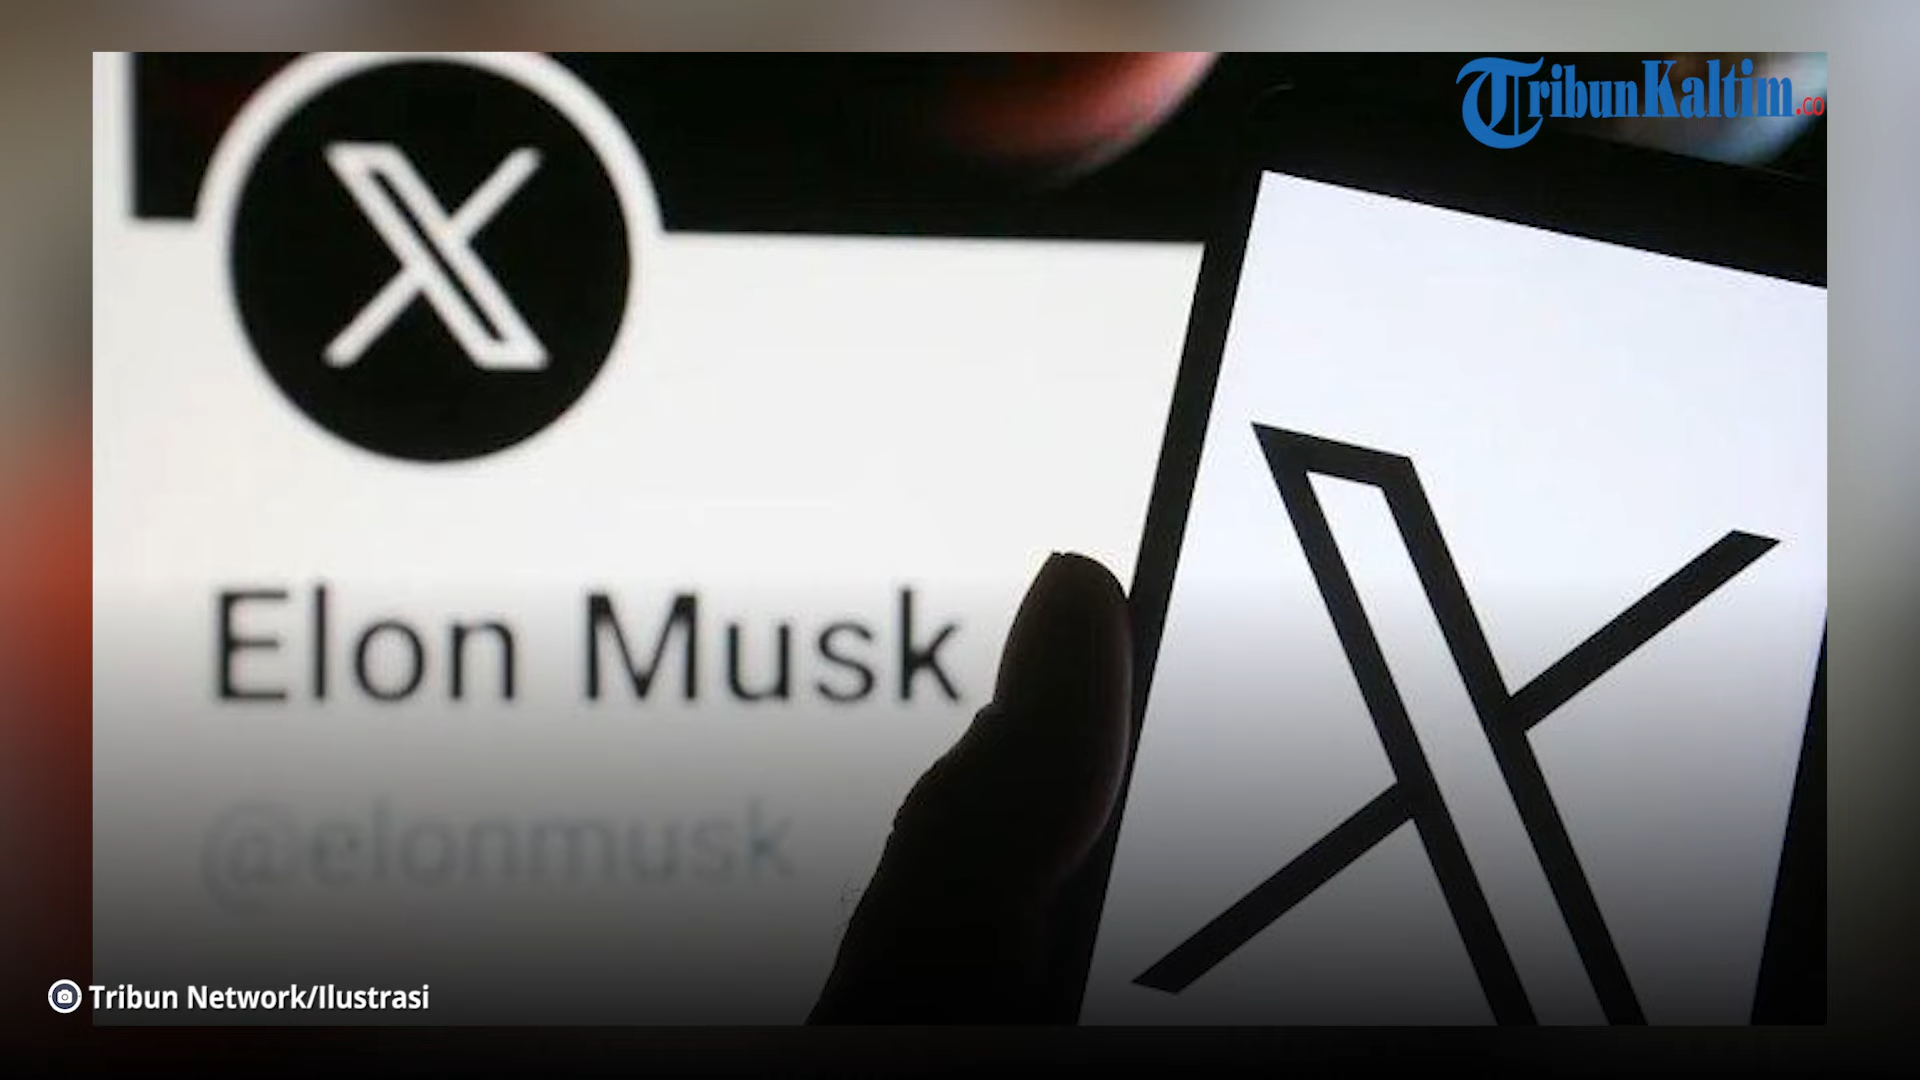 TribunKaltim.co
X
Elon Musk
@elonmusk
X
Tribun Network/Ilustrasi